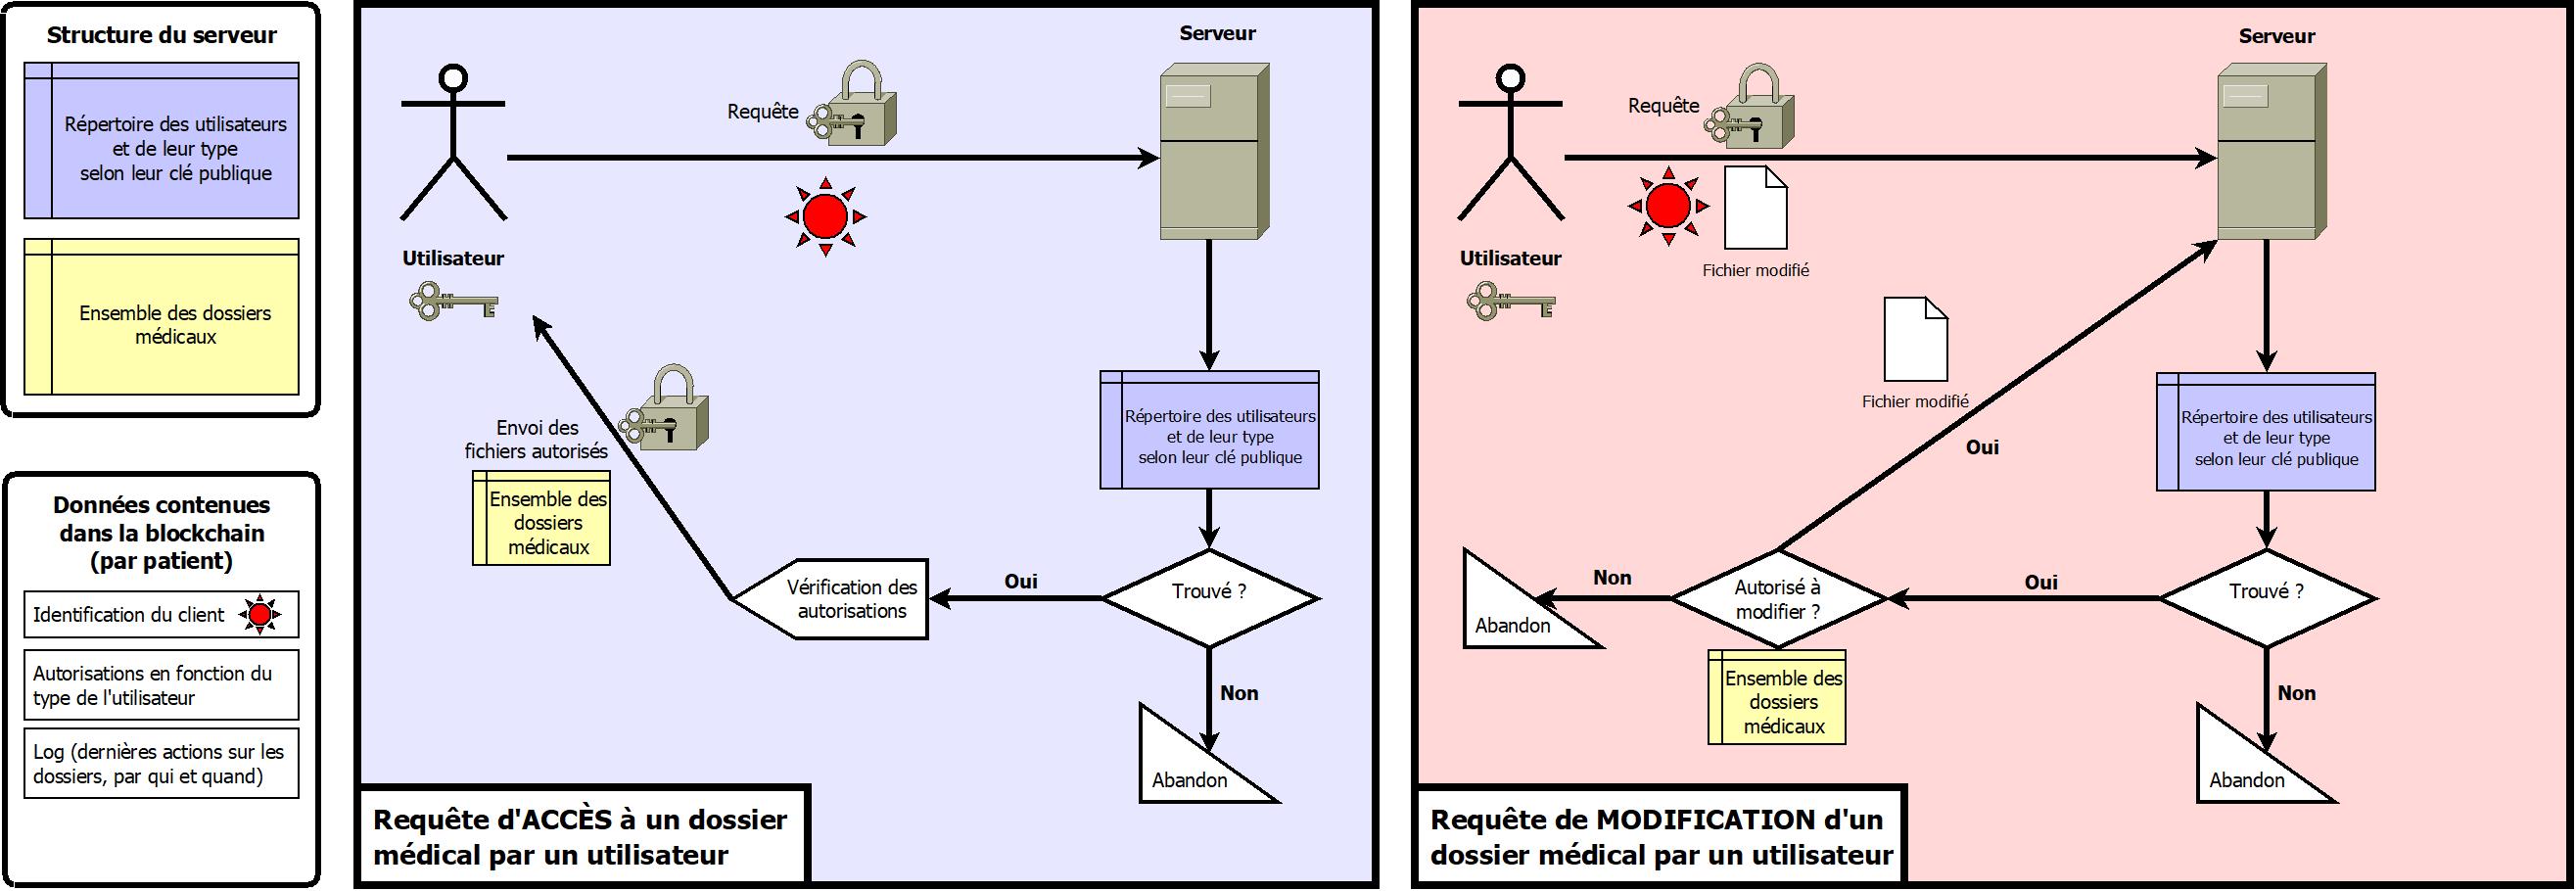 Structure du serveur
Répertoire des utilisateurs
et de leur type
selon leur clé publique
Ensemble des dossiers
médicaux
Données contenues
dans la blockchain
(par patient)
Identification du client
Autorisations en fonction du
type de l'utilisateur
Log (dernières actions sur les
dossiers, par qui et quand)
Serveur
Requête
Utilisateur
Répertoire des utilisateurs
et de leur type
selon leur clé publique
Envoi des
fichiers autorisés
Ensemble des
dossiers
médicaux
Vérification des
autorisations
Oui
Trouvé ?
Non
Abandon
Requête d'ACCÈS à un dossier
médical par un utilisateur
Serveur
Requête
Utilisateur
Fichier modifié
Fichier modifié
Oui
Répertoire des utilisateurs
et de leur type
selon leur clé publique
Non
Abandon
Autorisé à
modifier ?
Oui
Trouvé ?
Ensemble des
dossiers
médicaux
Non
Abandon
Requête de MODIFICATION d'un
dossier médical par un utilisateur